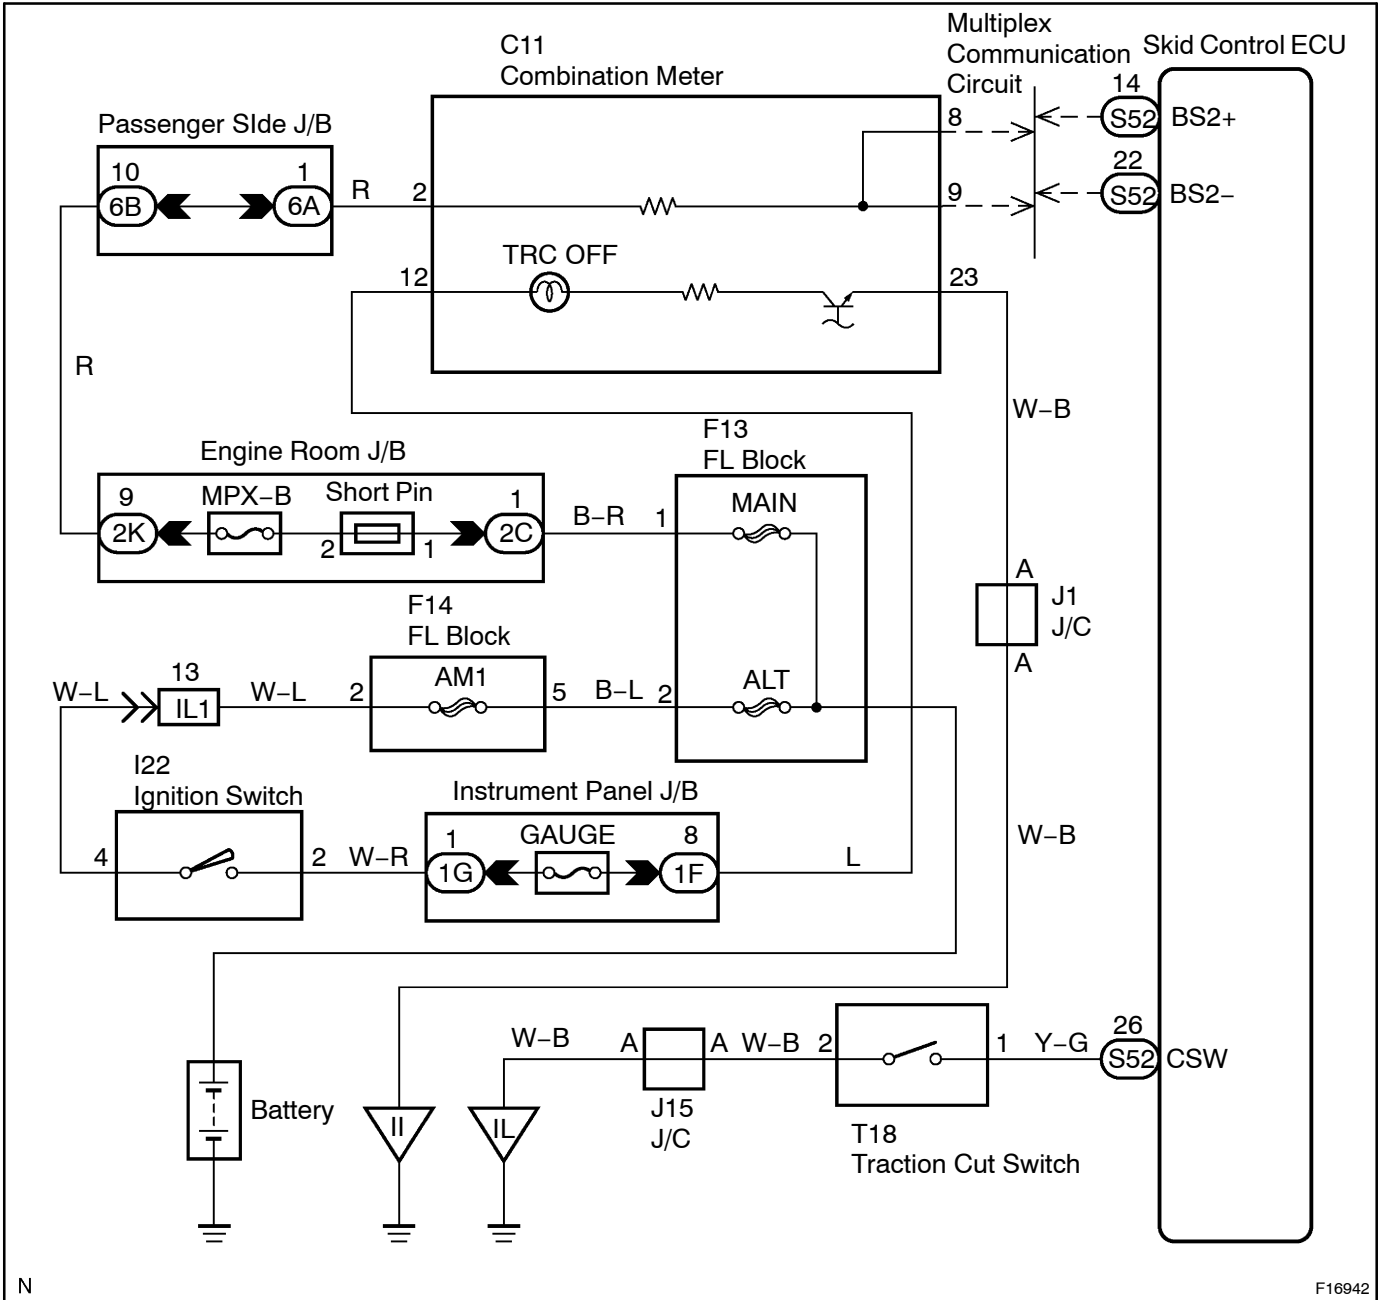 Multiplex
Communication
Circuit
Skid Control ECU
C11
Combination Meter
Passenger SIde J/B
10
1
6B
6A
R
2
8
9
14
S52
BS2+
22
S52
BS2−
TRC OFF
12
23
R
W−B
F13
FL Block
Engine Room J/B
9
MPX−B
Short Pin
1
2K
2
1
2C
B−R
1
MAIN
A
J1
J/C
A
F14
FL Block
13
W−L
IL1
W−L
2
AM1
5
B−L
2
ALT
I22
Ignition Switch
4
2
W−R
Instrument Panel J/B
1
GAUGE
8
1G
1F
L
W−B
W−B
A
A
W−B
2
1
Y−G
26
S52
CSW
J15
J/C
T18
Traction Cut Switch
Battery
II
IL
N
F16942